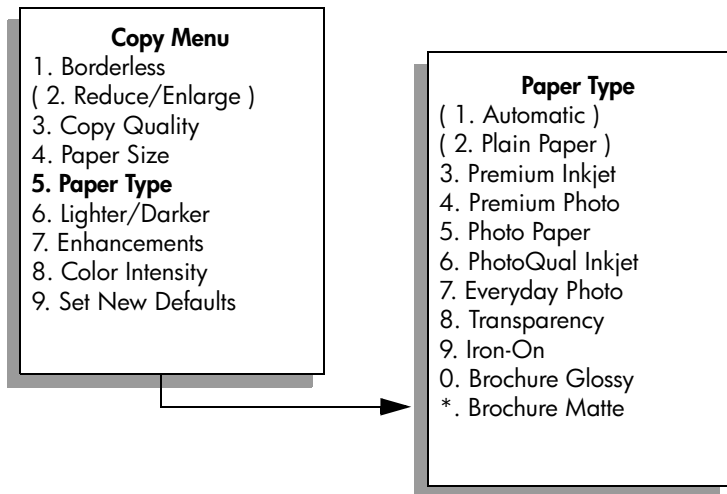 Copy Menu
1. Borderless
( 2. Reduce/Enlarge )
3. Copy Quality
4. Paper Size
5. Paper Type
6. Lighter/Darker
7. Enhancements
8. Color Intensity
9. Set New Defaults
Paper Type
( 1. Automatic )
( 2. Plain Paper )
3. Premium Inkjet
4. Premium Photo
5. Photo Paper
6. PhotoQual Inkjet
7. Everyday Photo
8. Transparency
9. Iron-On
0. Brochure Glossy
*. Brochure Matte